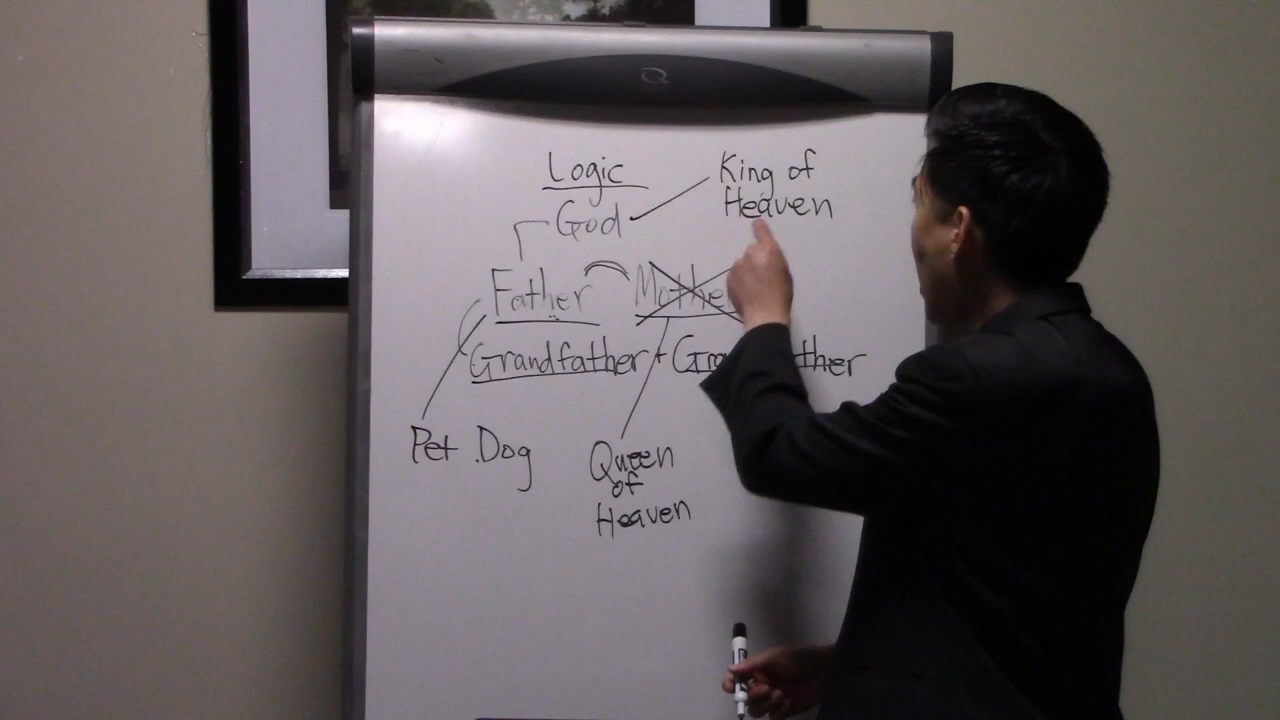 Logic
King of
Heaven
God
Father
Grandfather +
Pet Dog
Queen
of
Heaven